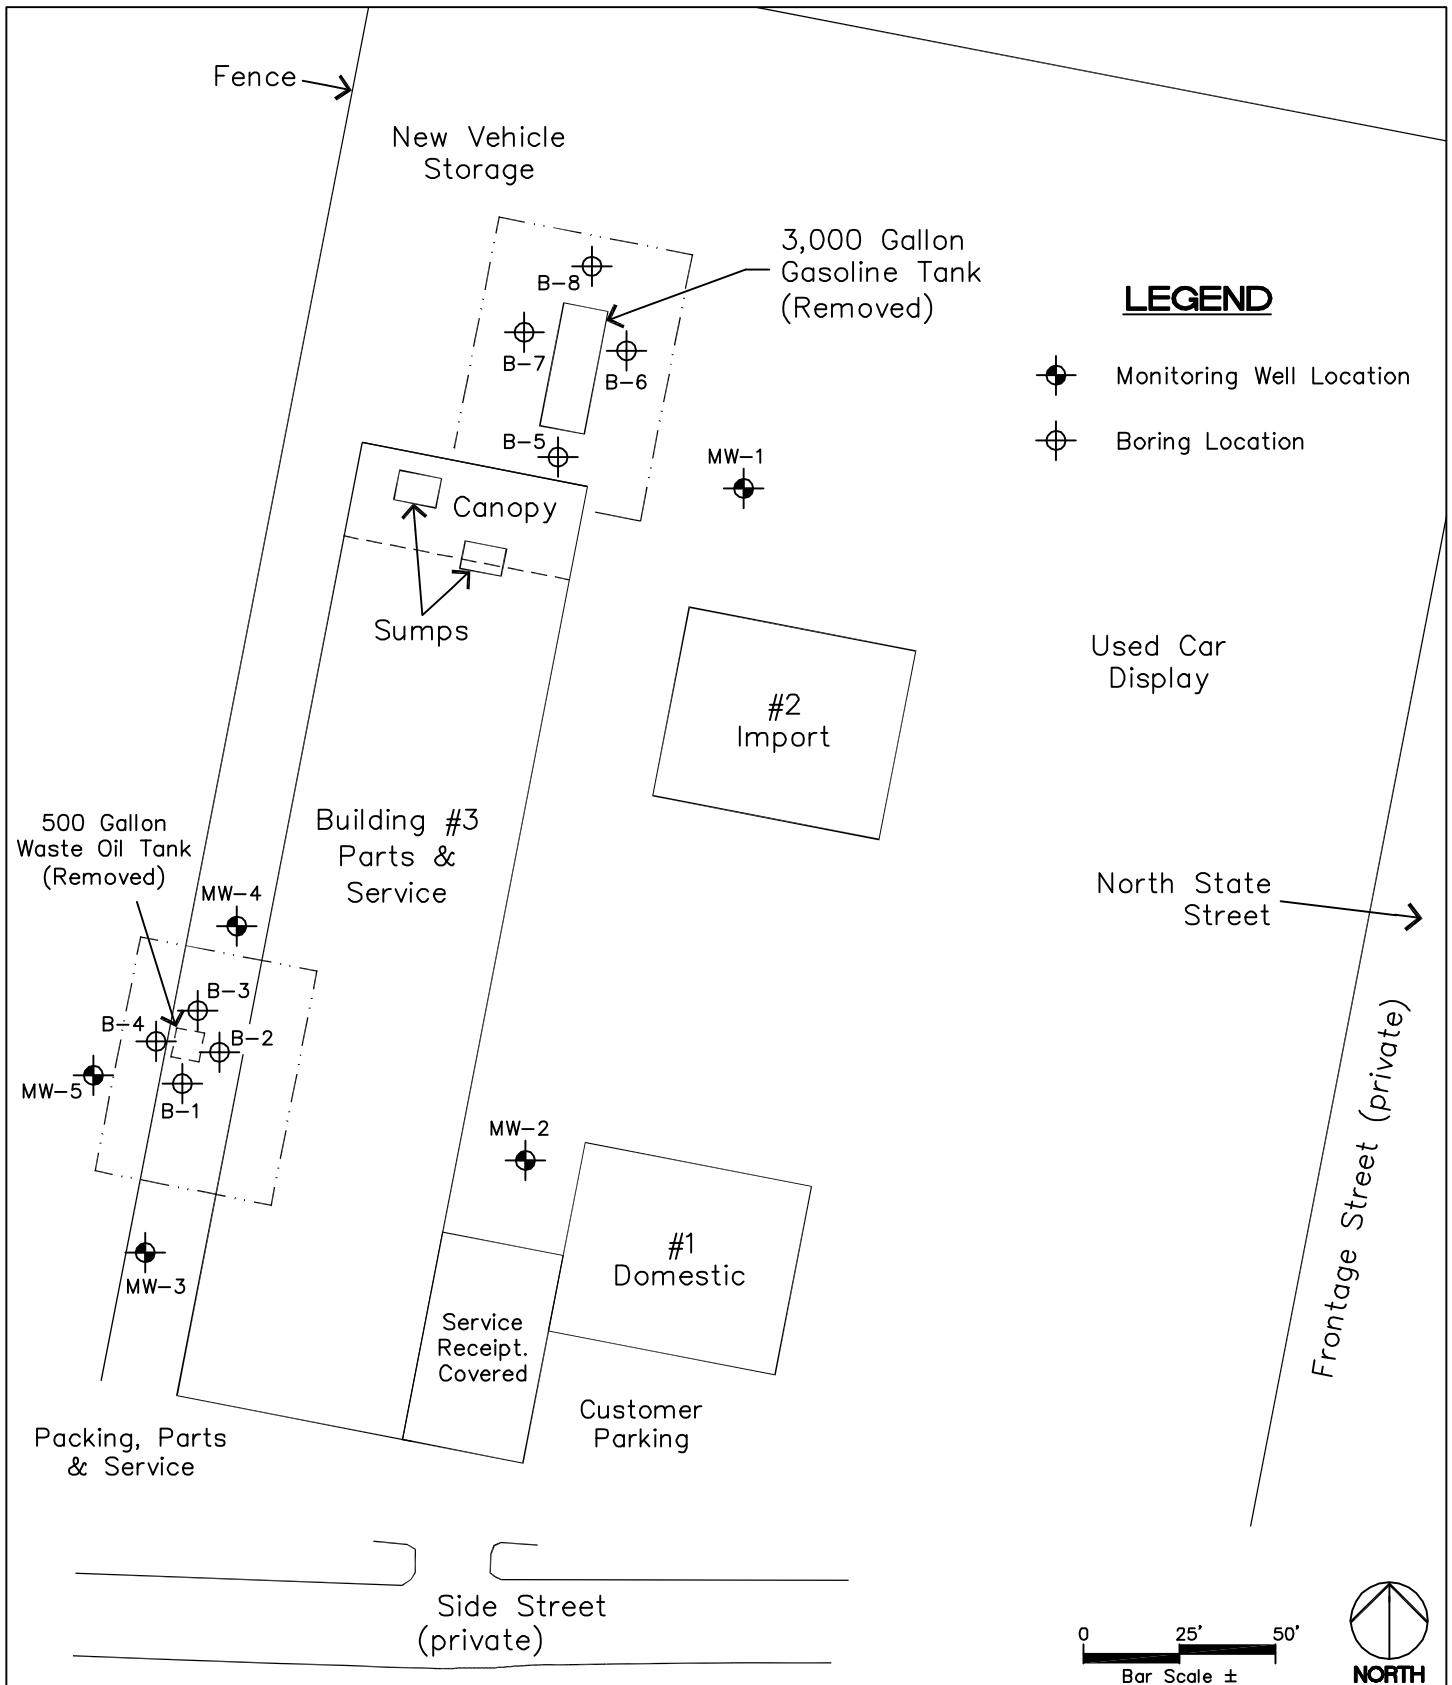 Fence
New Vehicle
Storage
3,000 Gallon
Gasoline Tank
(Removed)
B-8
B-7
B-6
B-5
MW-1
LEGEND
Monitoring Well Location
Boring Location
Canopy
Sumps
#2
Import
Used Car
Display
Building #3
Parts &
Service
500 Gallon
Waste Oil Tank
(Removed)
MW-4
North State
Street
B-3
B-4
B-2
MW-5
B-1
MW-2
Frontage Street (private)
#1
Domestic
MW-3
Service
Receipt.
Covered
Customer
Parking
Packing, Parts
& Service
Side Street
(private)
0 25' 50'
Bar Scale ±
NORTH